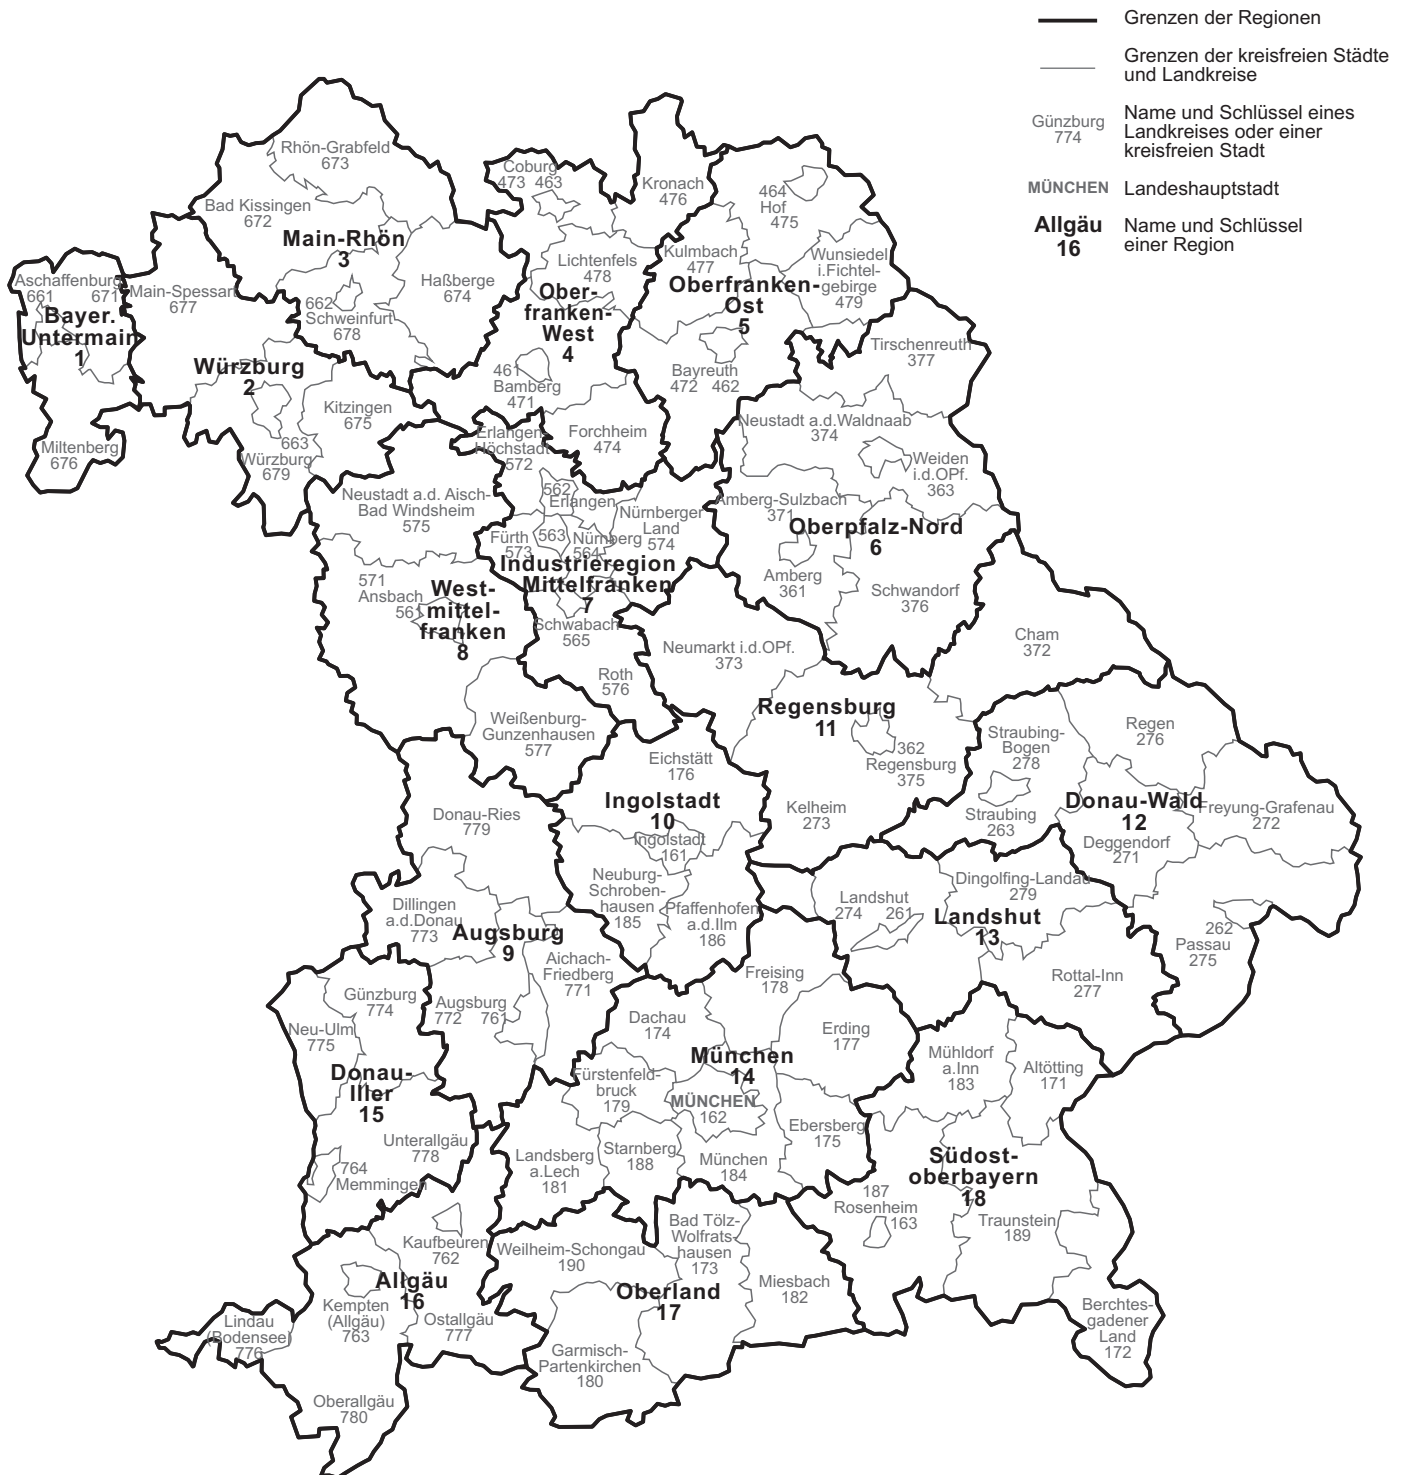 Grenzen der Regionen
Grenzen der kreisfreien Städte
und Landkreise
Günzburg
774
Name und Schlüssel eines
Landkreises oder einer
kreisfreien Stadt
MÜNCHEN
Landeshauptstadt
Allgäu
16
Name und Schlüssel
einer Region
Rhön-Grabfeld
673
Bad Kissingen
672
Main-Rhön
3
Haßberge
674
662
Schweinfurt
678
Coburg
473 463
Kronach
476
Lichtenfels
478
Ober-
franken-
West
4
461
Bamberg
471
Forchheim
474
464
Hof
475
Kulmbach
477
Wunsiedel
i.Fichtel-
gebirge
479
Oberfranken-
Ost
5
Bayreuth
472 462
Aschaffenburg
661 671
Bayer.
Untermain
1
Miltenberg
676
Main-Spessart
677
Würzburg
2
Kitzingen
675
663
Würzburg
679
Tirschenreuth
377
Neustadt a.d.Waldnaab
374
Weiden
i.d.OPf.
363
Amberg-Sulzbach
371
Oberpfalz-Nord
6
Amberg
361
Schwandorf
376
Erlangen-
Höchstadt
572
562
Erlangen
Nürnberger
Land
574
Fürth
573
563
Nürnberg
564
Industrieregion
Mittelfranken
7
Schwabach
565
Roth
576
Neustadt a.d. Aisch-
Bad Windsheim
575
571
Ansbach
561
West-
mittel-
franken
8
Weißenburg-
Gunzenhausen
577
Neumarkt i.d.OPf.
373
Cham
372
Regensburg
11
362
Regensburg
375
Kelheim
273
Straubing-
Bogen
278
Straubing
263
Regen
276
Donau-Wald
12
Freyung-Grafenau
272
Deggendorf
271
262
Passau
275
Eichstätt
176
Ingolstadt
10
Ingolstadt
161
Neuburg-
Schroben-
hausen
185
Pfaffenhofen
a.d.Ilm
186
Donau-Ries
779
Dillingen
a.d.Donau
773
Augsburg
9
Aichach-
Friedberg
771
Augsburg
772 761
Landshut
274 261
Dingolfing-Landau
279
Landshut
13
Rottal-Inn
277
Günzburg
774
Neu-Ulm
775
Donau-
Iller
15
Unterallgäu
778
764
Memmingen
Freising
178
Dachau
174
Erding
177
München
14
Fürstenfeld-
bruck
179
MÜNCHEN
162
Ebersberg
175
Landsberg
a.Lech
181
Starnberg
188
München
184
Mühldorf
a.Inn
183
Altötting
171
Südost-
oberbayern
18
187
Rosenheim
163
Traunstein
189
Berchtes-
gadener
Land
172
Kaufbeuren
762
Allgäu
16
Kempten
(Allgäu)
763
Ostallgäu
777
Lindau
(Bodensee)
776
Oberallgäu
780
Weilheim-Schongau
190
Bad Tölz-
Wolfrats-
hausen
173
Miesbach
182
Oberland
17
Garmisch-
Partenkirchen
180